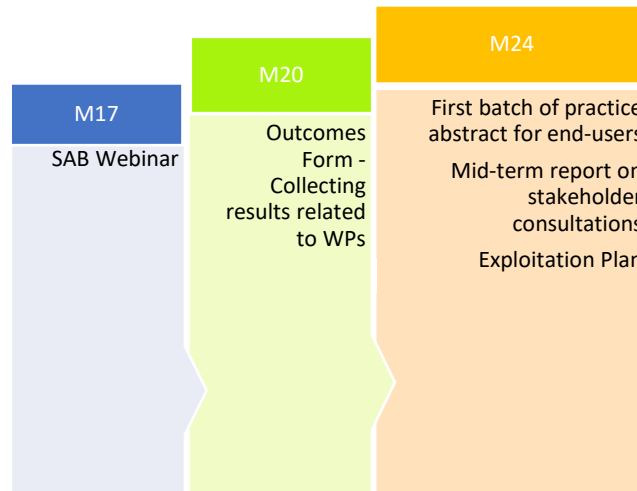 M17
SAB Webinar
M20
Outcomes
Form -
Collecting
results related
to WPs
M24
First batch of practice
abstract for end-users
Mid-term report on
stakeholder
consultations
Exploitation Plan